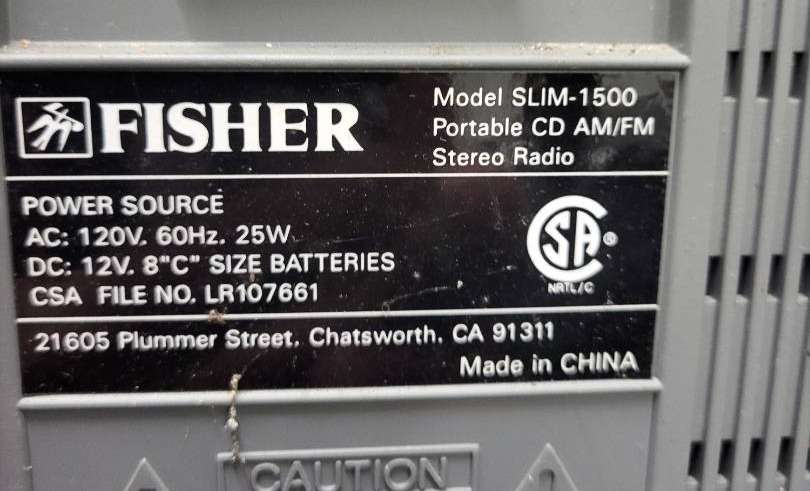 FISHER
Model SLIM-1500
Portable CD AM/FM
Stereo Radio
POWER SOURCE
AC: 120V. 60Hz. 25W
DC: 12V. 8"C" SIZE BATTERIES
CSA FILE NO. LR107661
SA®
NRTL/C
21605 Plummer Street. Chatsworth. CA 91311
Made in CHINA
CAUTION